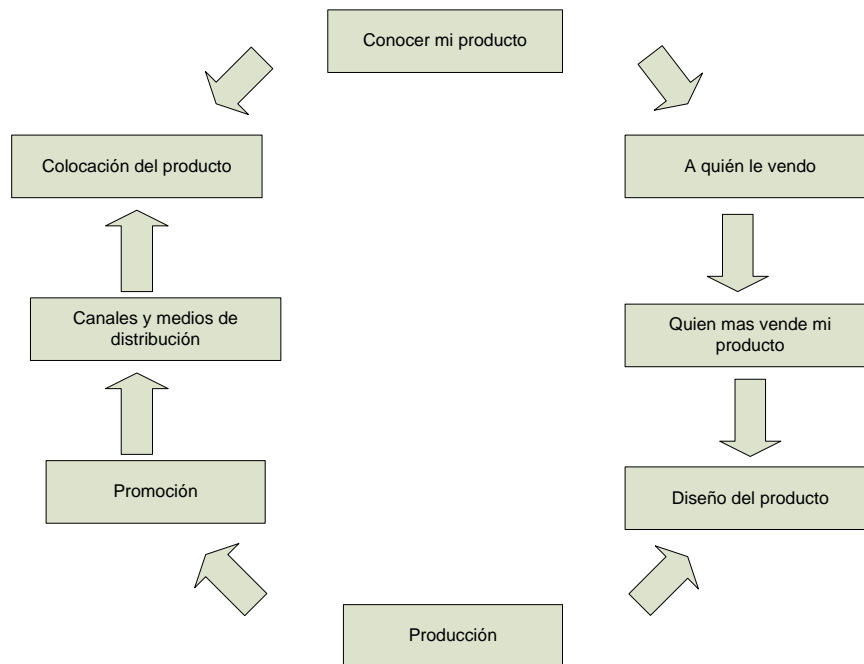 Conocer mi producto
Colocación del producto
A quién le vendo
Canales y medios de
distribución
Quien mas vende mi
producto
Promoción
Diseño del producto
Producción